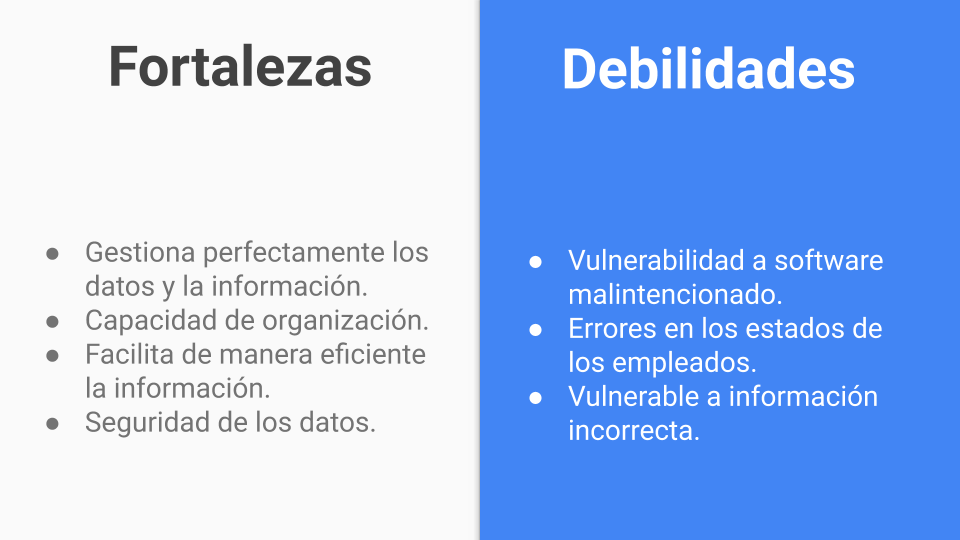 Fortalezas
● Gestiona perfectamente los
datos y la información.
● Capacidad de organización.
● Facilita de manera eficiente
la información.
● Seguridad de los datos.
Debilidades
● Vulnerabilidad a software
malintencionado.
● Errores en los estados de
los empleados.
● Vulnerable a información
incorrecta.